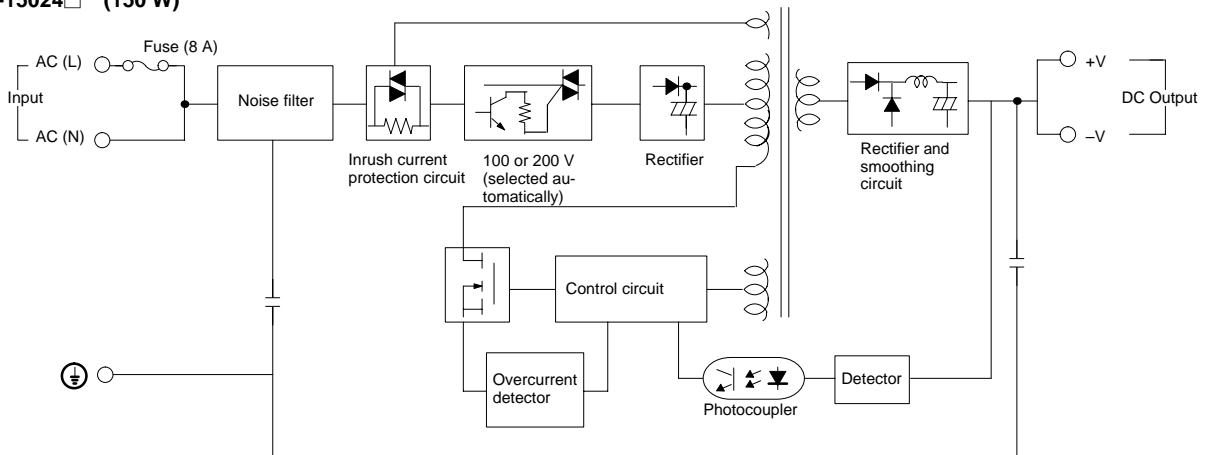 -15024□ (150 W)
Fuse (8 A)
AC (L)
Input
AC (N)
Noise filter
Inrush current
protection circuit
100 or 200 V
(selected au-
tomatically)
Rectifier
Rectifier and
smoothing
circuit
+V
DC Output
–V
Control circuit
Overcurrent
detector
Photocoupler
Detector